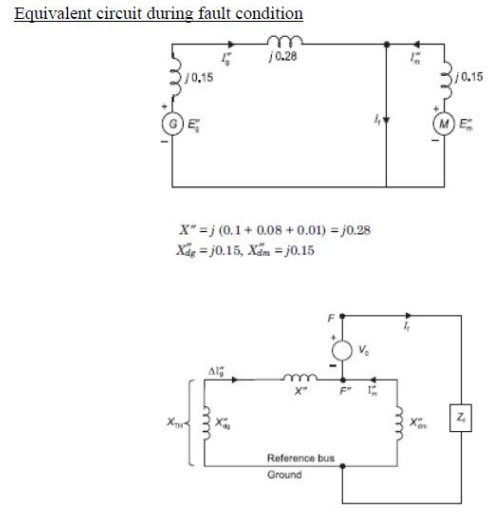 Equivalent circuit during fault condition
I"g
j0.28
I"m
j0.15
j0.15
+
+
G
E"g
If
M
E"m
–
–
X" = j (0.1 + 0.08 + 0.01) = j0.28
X"dg = j0.15, X"dm = j0.15
F
If
+
V₀
–
ΔI"g
X"
F"
I"m
XTH
X"dg
X"dm
Zf
Reference bus
Ground